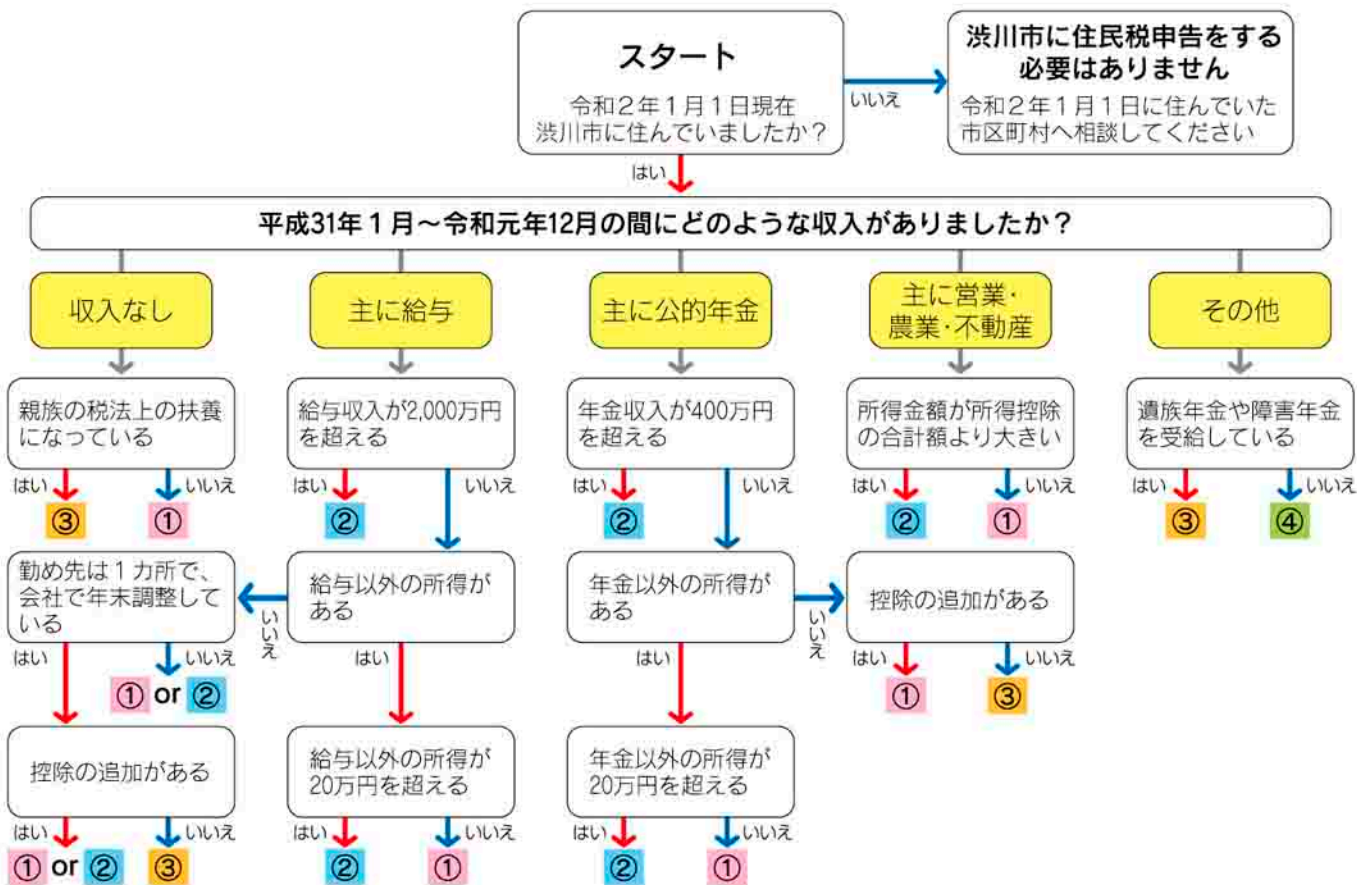 スタート
令和2年1月1日現在
渋川市に住んでいましたか?
いいえ
渋川市に住民税申告をする
必要はありません
令和2年1月1日に住んでいた
市区町村へ相談してください
はい
平成31年1月~令和元年12月の間にどのような収入がありましたか?
収入なし
主に給与
主に公的年金
主に営業・
農業・不動産
その他
親族の税法上の扶養
になっている
はい
いいえ
③
①
給与収入が2,000万円
を超える
はい
いいえ
②
年金収入が400万円
を超える
はい
いいえ
②
所得金額が所得控除
の合計額より大きい
はい
いいえ
②
①
遺族年金や障害年金
を受給している
はい
いいえ
③
④
勤め先は1カ所で、
会社で年末調整して
いる
はい
いいえ
① or ②
給与以外の所得が
ある
いいえ
はい
年金以外の所得が
ある
いいえ
はい
控除の追加がある
はい
いいえ
①
③
控除の追加がある
はい
いいえ
① or ②
③
給与以外の所得が
20万円を超える
はい
いいえ
②
①
年金以外の所得が
20万円を超える
はい
いいえ
②
①